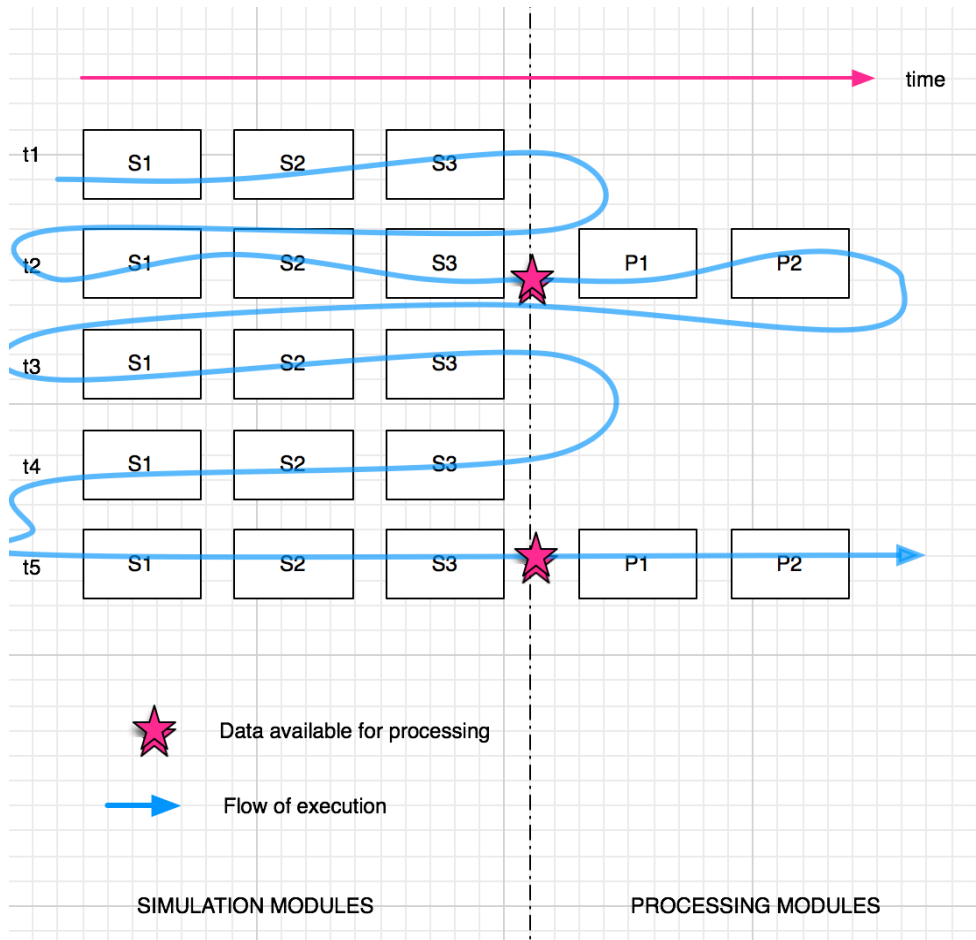 time
t1 S1 S2 S3
t2 S1 S2 S3 P1 P2
t3 S1 S2 S3
t4 S1 S2 S3
t5 S1 S2 S3 P1 P2
Data available for processing
Flow of execution
SIMULATION MODULES PROCESSING MODULES